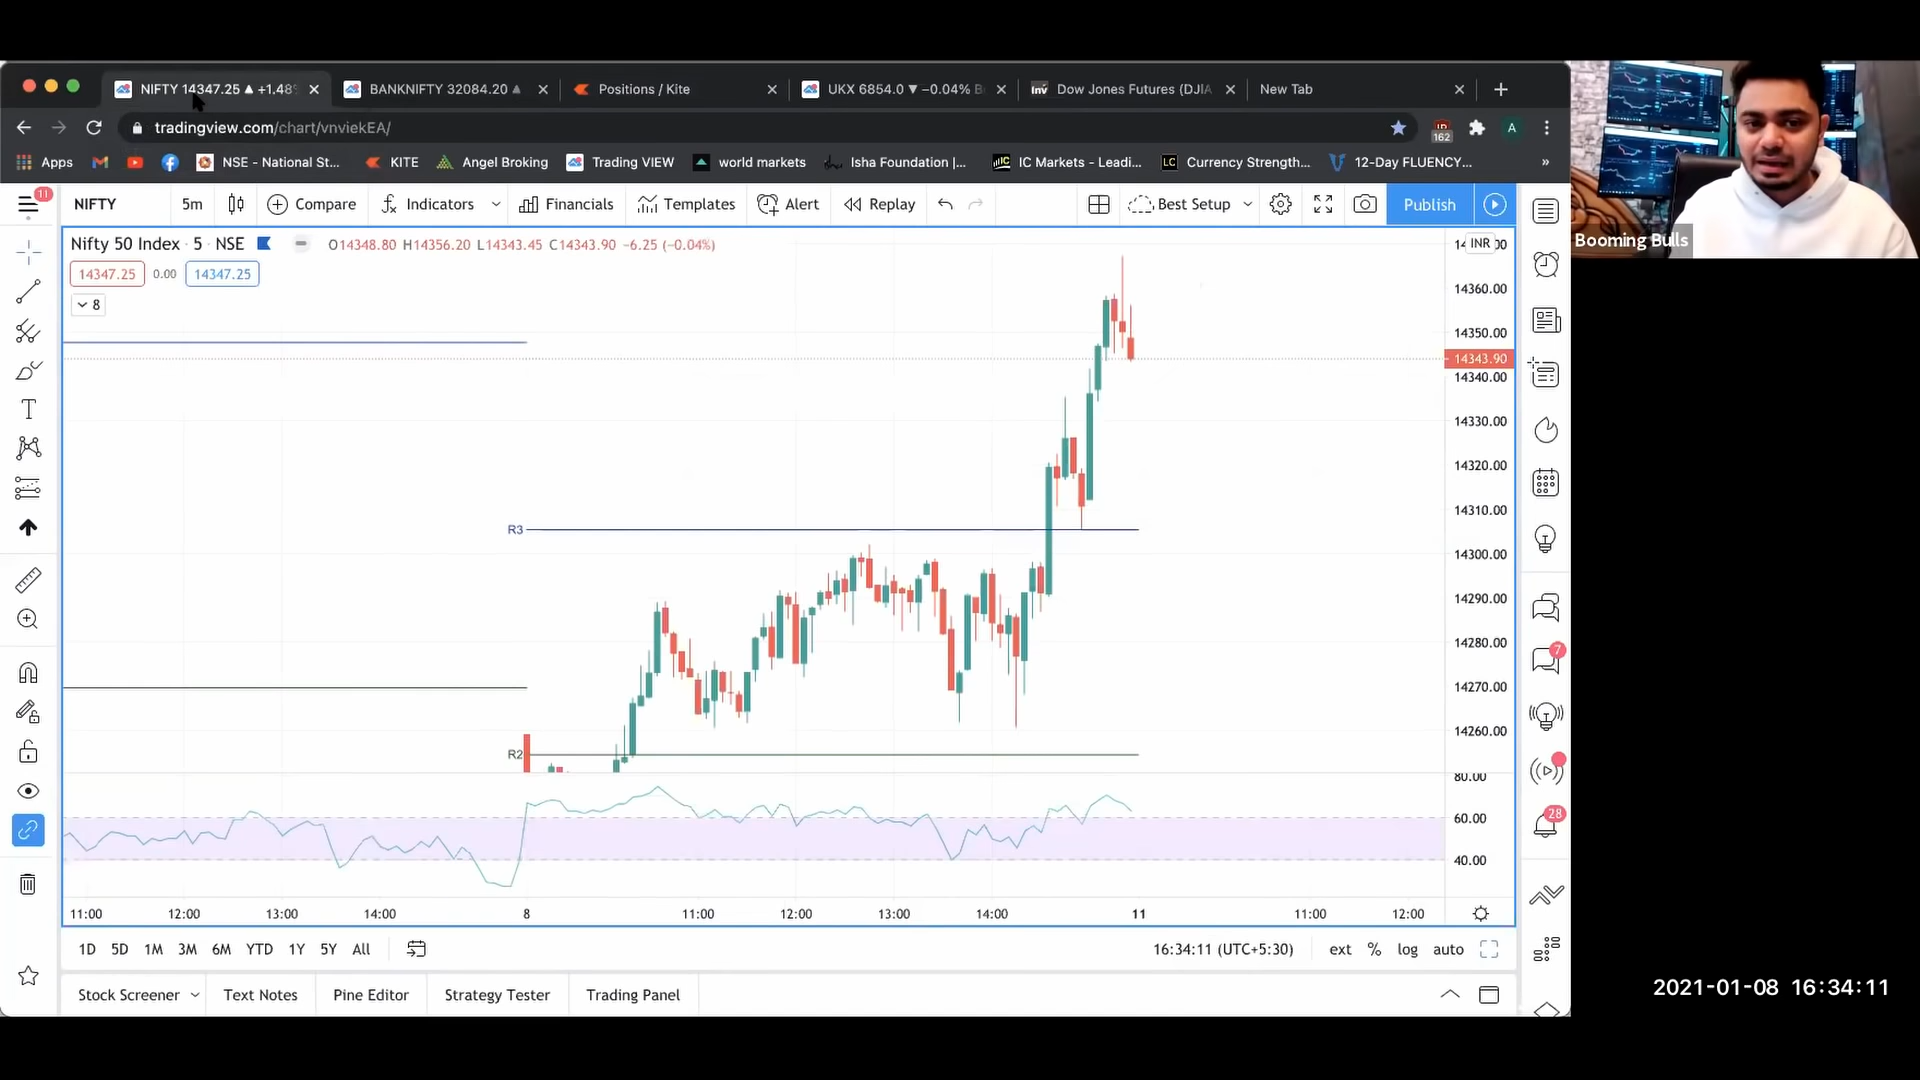 NIFTY 14347.25 ▲ +1.48%
BANKNIFTY 32084.20 ▲
Positions / Kite
UKX 6854.0 ▼ −0.04%
Dow Jones Futures (DJIA
New Tab
tradingview.com/chart/vnviekEA/
162
A
Apps
NSE - National St...
KITE
Angel Broking
Trading VIEW
world markets
Isha Foundation |...
IC Markets - Leadi...
Currency Strength...
12-Day FLUENCY...
»
11
NIFTY
5m
Compare
Indicators
Financials
Templates
Alert
Replay
Best Setup
Publish
Booming Bulls
Nifty 50 Index · 5 · NSE
O14348.80 H14356.20 L14343.45 C14343.90 −6.25 (−0.04%)
INR
14347.25
0.00
14347.25
8
14360.00
14350.00
14343.90
14340.00
14330.00
14320.00
14310.00
14300.00
14290.00
14280.00
14270.00
14260.00
R3
R2
80.00
60.00
40.00
7
28
11:00
12:00
13:00
14:00
8
11:00
12:00
13:00
14:00
11
11:00
12:00
1D
5D
1M
3M
6M
YTD
1Y
5Y
All
16:34:11 (UTC+5:30)
ext
%
log
auto
Stock Screener
Text Notes
Pine Editor
Strategy Tester
Trading Panel
2021-01-08 16:34:11